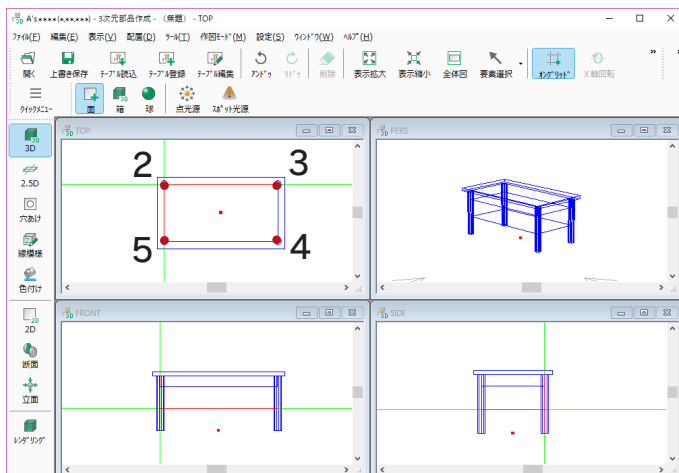 A's****(*.**.***) - 3次元部品作成 - （無題） - TOP
ﾌｧｲﾙ(F) 編集(E) 表示(V) 配置(D) ﾂｰﾙ(T) 作図ﾓｰﾄﾞ(M) 設定(S) ｳｨﾝﾄﾞｳ(W) ﾍﾙﾌﾟ(H)
開く 上書き保存 ﾃｰﾌﾞﾙ読込 ﾃｰﾌﾞﾙ登録 ﾃｰﾌﾞﾙ編集 ｱﾝﾄﾞｩ ﾘﾄﾞｩ 削除 表示拡大 表示縮小 全体図 要素選択 ｵﾝｸﾞﾘｯﾄﾞ X軸回転 » »
ｸｲｯｸﾒﾆｭｰ 面 箱 球 点光源 ｽﾎﾟｯﾄ光源
3D
2.5D
穴あけ
線模様
色付け
2D
断面
立面
ﾚﾝﾀﾞﾘﾝｸﾞ
TOP
2 3
5 4
PERS
FRONT
SIDE